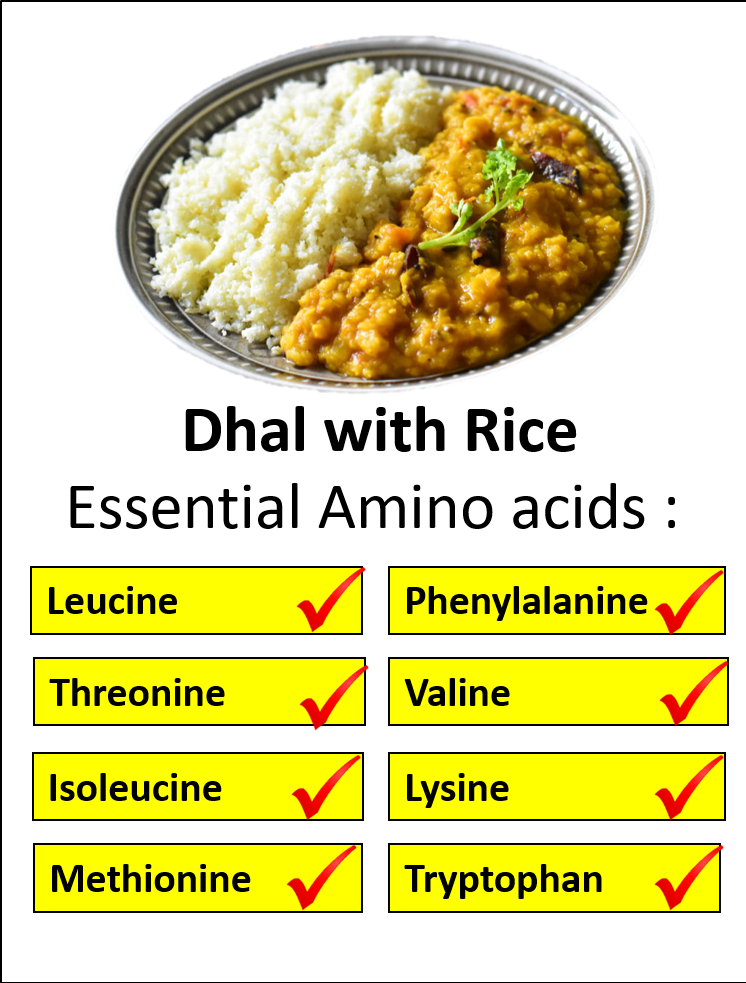 Dhal with Rice
Essential Amino acids :
Leucine
Phenylalanine
Threonine
Valine
Isoleucine
Lysine
Methionine
Tryptophan